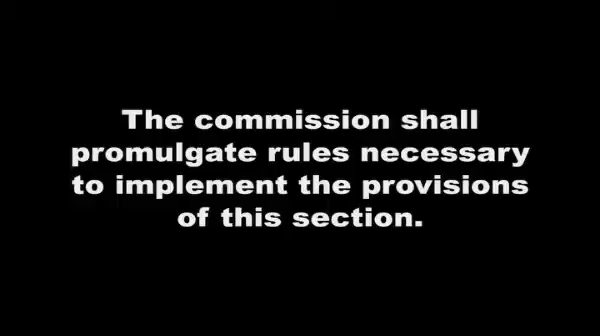 The commission shall
promulgate rules necessary
to implement the provisions
of this section.